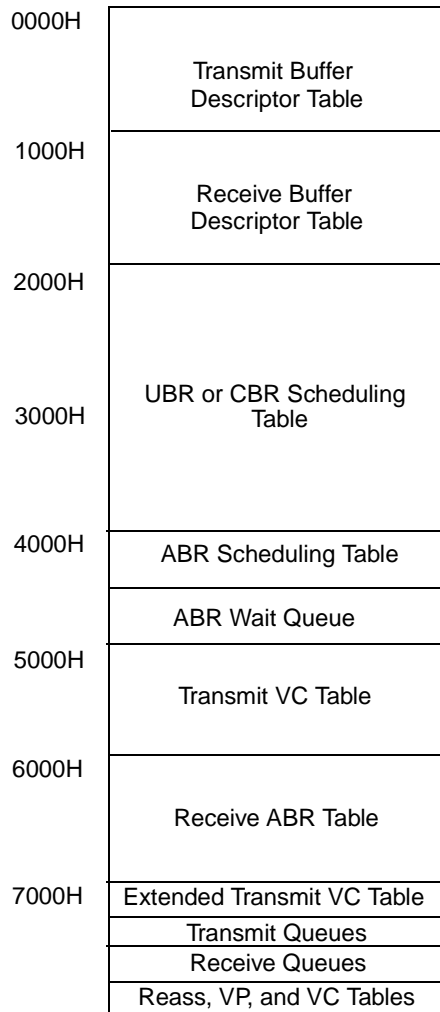 0000H
Transmit Buffer
Descriptor Table
1000H
Receive Buffer
Descriptor Table
2000H
UBR or CBR Scheduling
Table
3000H
4000H
ABR Scheduling Table
ABR Wait Queue
5000H
Transmit VC Table
6000H
Receive ABR Table
7000H
Extended Transmit VC Table
Transmit Queues
Receive Queues
Reass, VP, and VC Tables